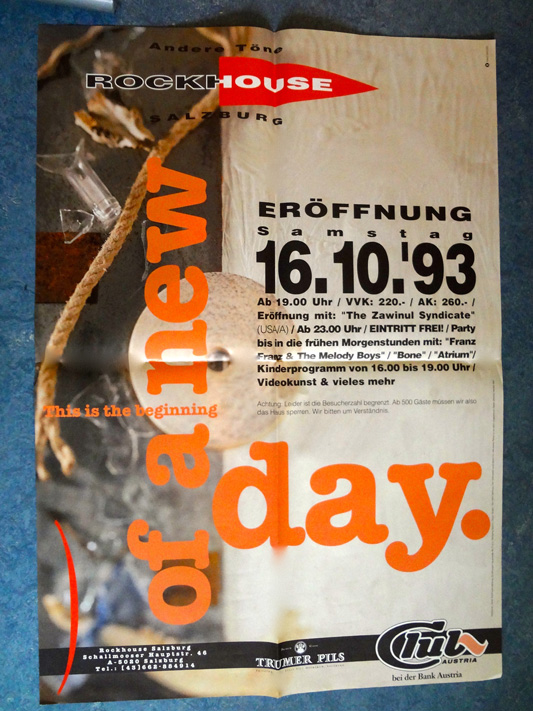 Andere Töne
ROCKHOUSE
SALZBURG
ERÖFFNUNG
Samstag
16.10.'93
Ab 19.00 Uhr / VVK: 220.- / AK: 260.- /
Eröffnung mit: "The Zawinul Syndicate"
(USA/A) / Ab 23.00 Uhr / EINTRITT FREI! / Party
bis in die frühen Morgenstunden mit: "Franz
Franz & The Melody Boys" / "Bone" / "Atrium"/
Kinderprogramm von 16.00 bis 19.00 Uhr /
Videokunst & vieles mehr
Achtung: Leider ist die Besucherzahl begrenzt. Ab 500 Gäste müssen wir also
das Haus sperren. Wir bitten um Verständnis.
This is the beginning
of a new
day.
Rockhouse Salzburg
Schallmooser Hauptstr. 46
A-5020 Salzburg
Tel.: [43]662-884914
TRUMER PILS
Club
AUSTRIA
bei der Bank Austria